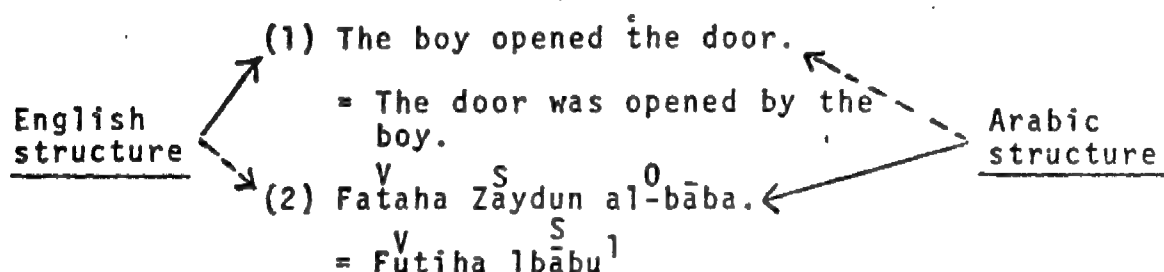 (1) The boy opened the door.
= The door was opened by the
boy.
English
structure
Arabic
structure
V S O
(2) Fataha Zaydun al-bāba.
V S
= Futiha lbābu1